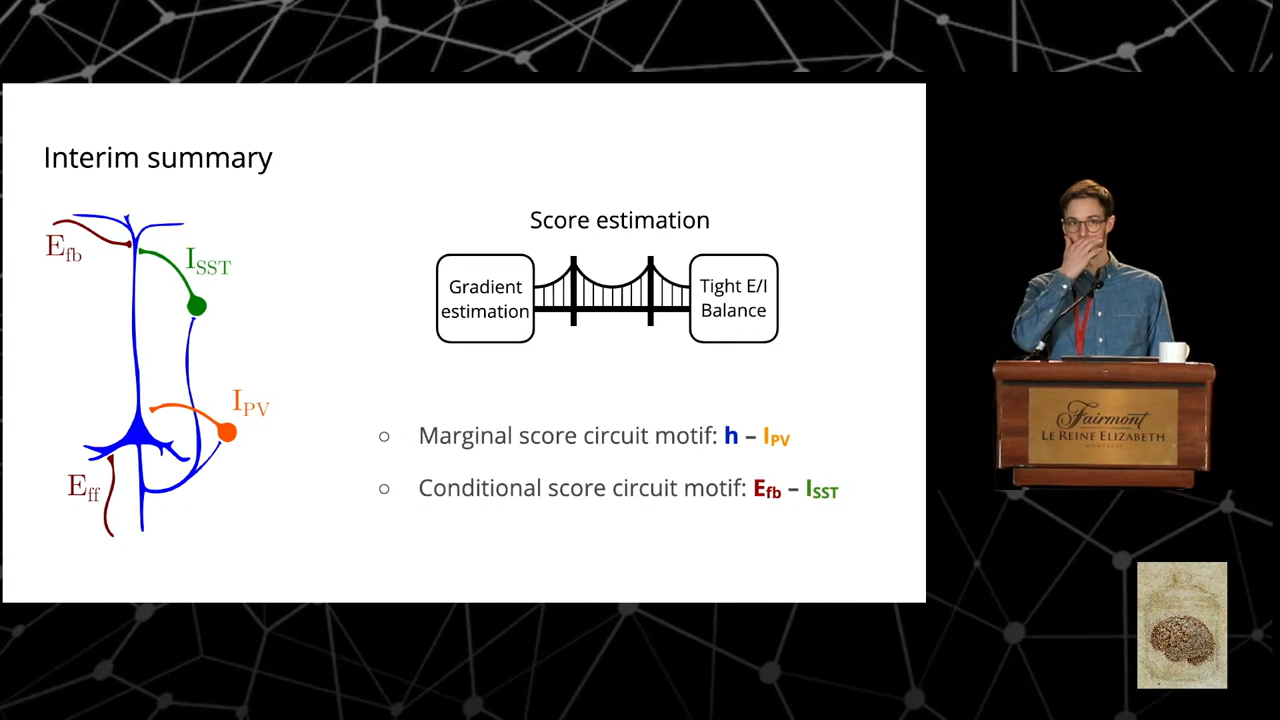 Interim summary
E_fb
I_SST
I_PV
E_ff
Score estimation
Gradient
estimation
Tight E/I
Balance
○ Marginal score circuit motif: h – I_PV
○ Conditional score circuit motif: E_fb – I_SST
Fairmont
LE REINE ELIZABETH
MONTRÉAL